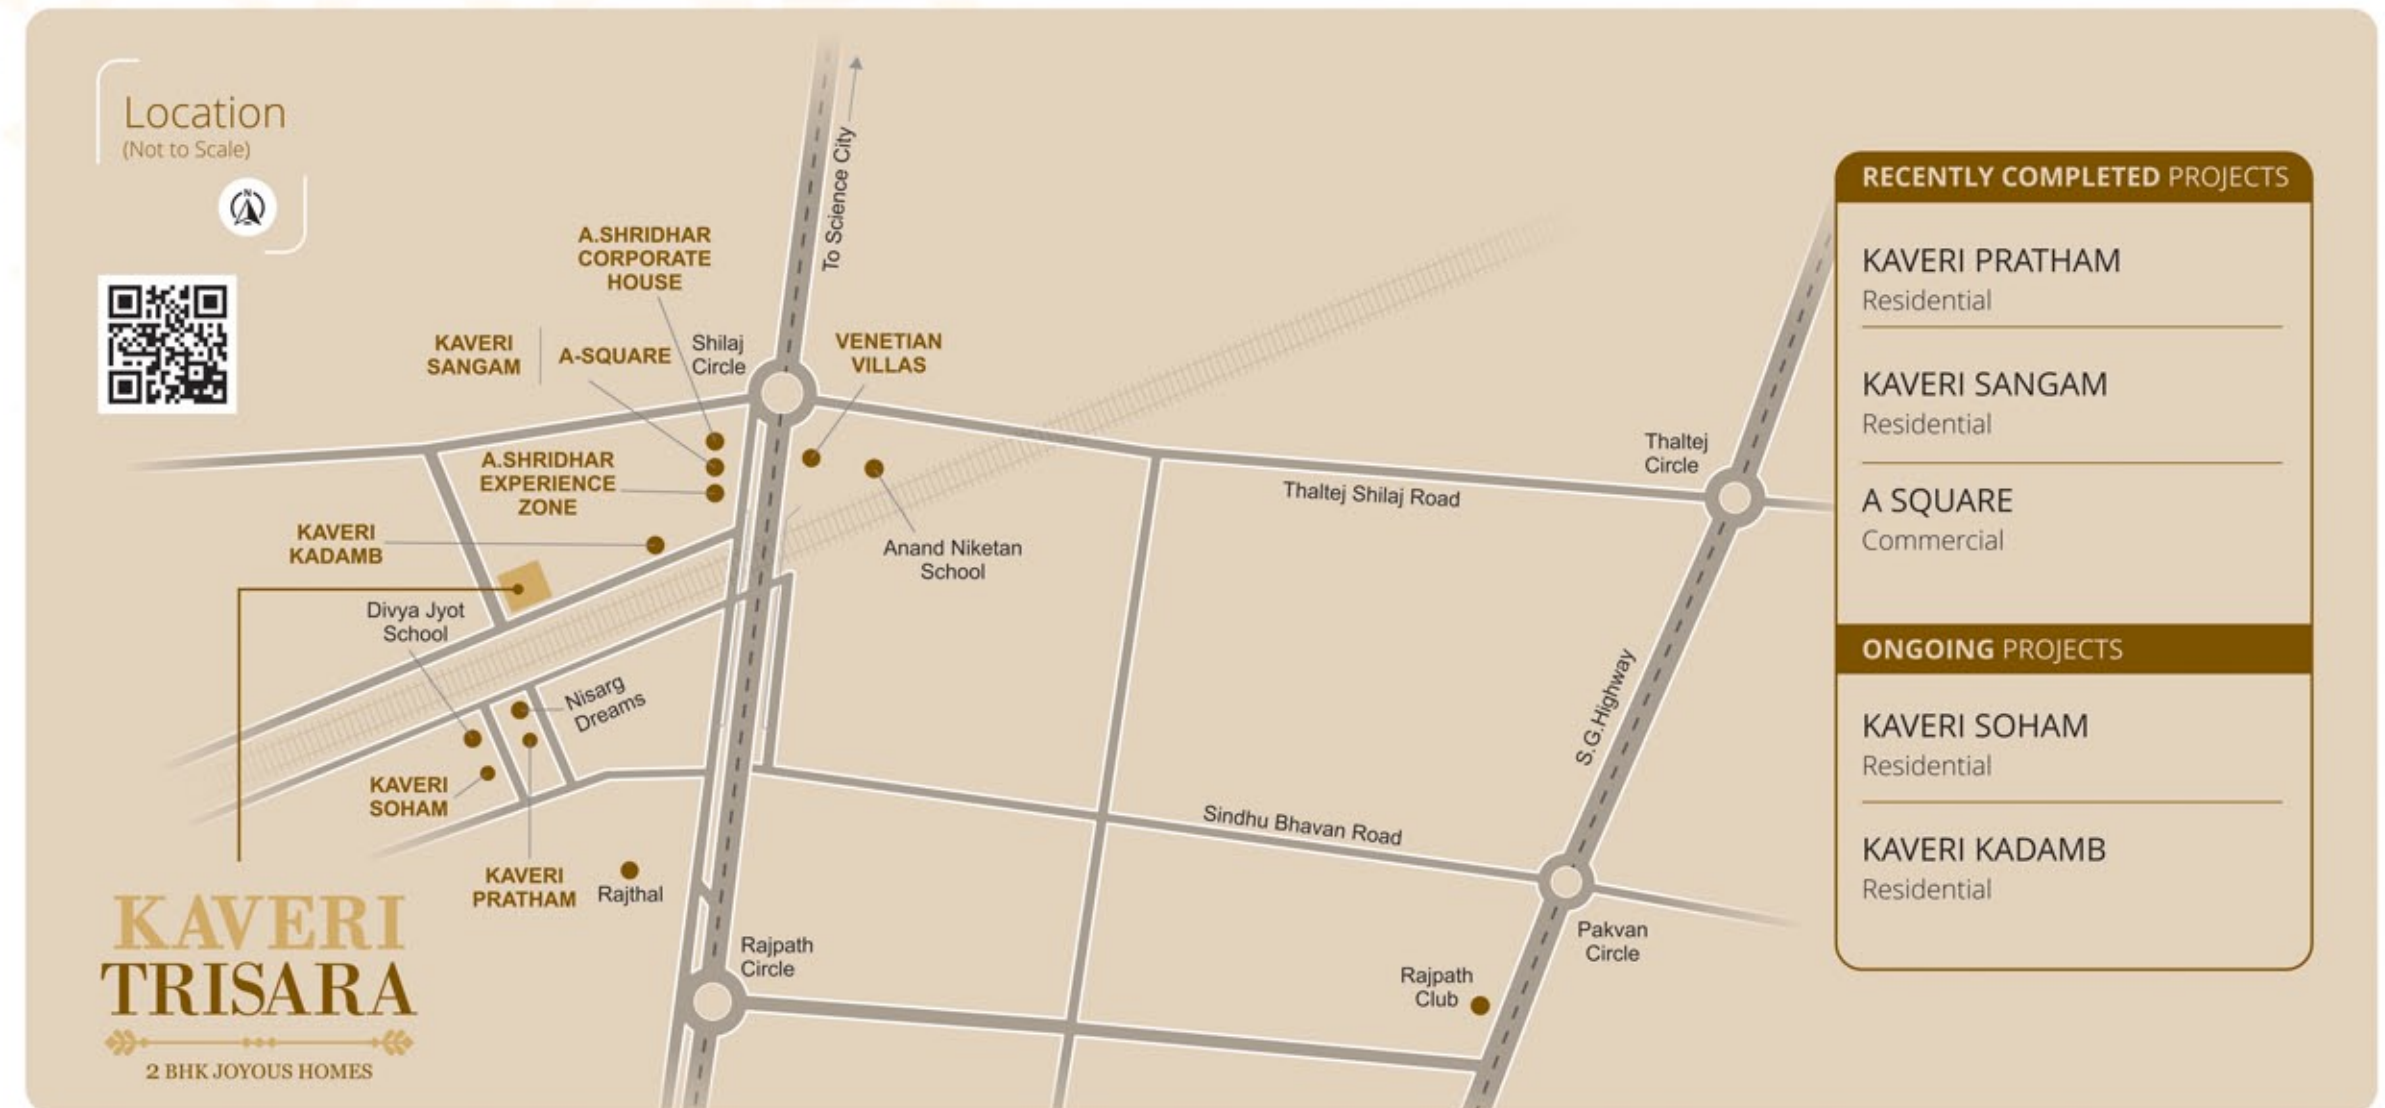 Location
(Not to Scale)
N
To Science City
A.SHRIDHAR
CORPORATE
HOUSE
KAVERI
SANGAM
A-SQUARE
Shilaj
Circle
VENETIAN
VILLAS
A.SHRIDHAR
EXPERIENCE
ZONE
KAVERI
KADAMB
Anand Niketan
School
Thaltej Shilaj Road
Thaltej
Circle
Divya Jyot
School
Nisarg
Dreams
KAVERI
SOHAM
KAVERI
PRATHAM
Rajthal
S.G.Highway
Sindhu Bhavan Road
Pakvan
Circle
Rajpath
Circle
Rajpath
Club
KAVERI
TRISARA
2 BHK JOYOUS HOMES
RECENTLY COMPLETED PROJECTS
KAVERI PRATHAM
Residential
KAVERI SANGAM
Residential
A SQUARE
Commercial
ONGOING PROJECTS
KAVERI SOHAM
Residential
KAVERI KADAMB
Residential